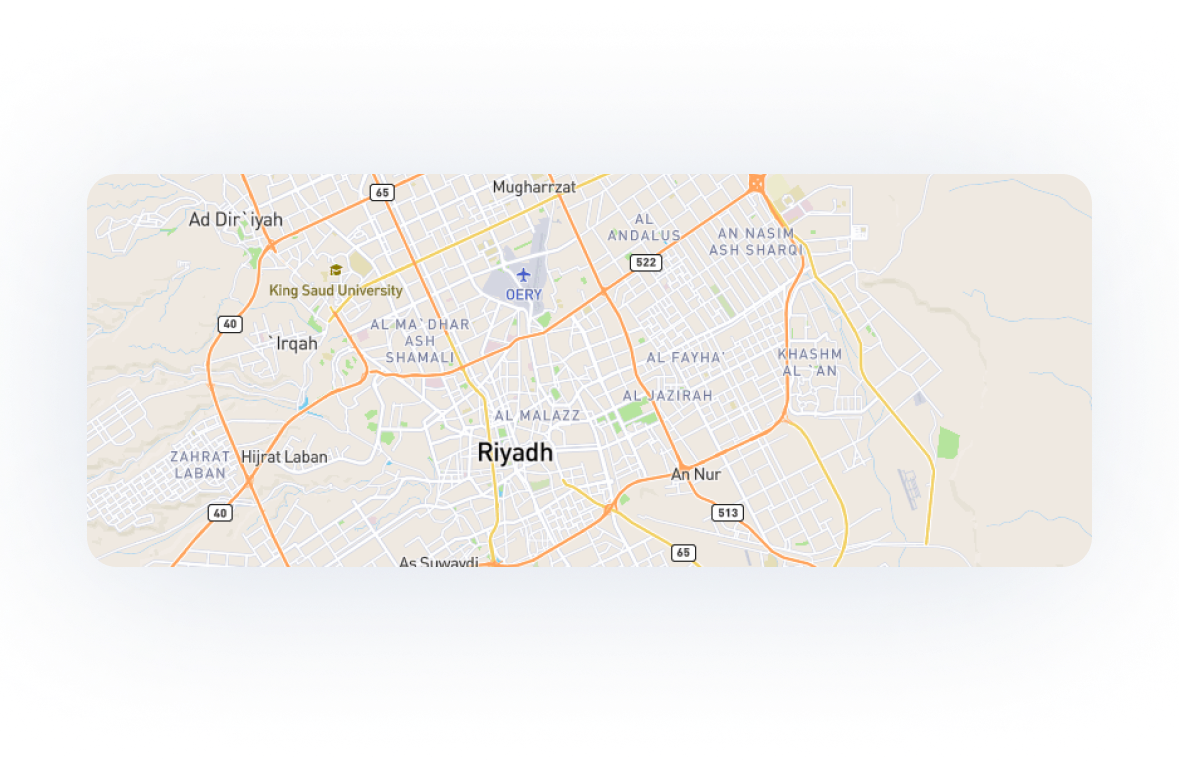 65
Mugharrzat
Ad Dir`iyah
AL
ANDALUS
AN NASIM
ASH SHARQI
522
King Saud University
OERY
40
AL MA`DHAR
ASH
SHAMALI
`Irqah
AL FAYHA'
KHASHM
AL `AN
AL JAZIRAH
AL MALAZZ
Riyadh
ZAHRAT
LABAN
Hijrat Laban
An Nur
40
513
65
As Suwaydi